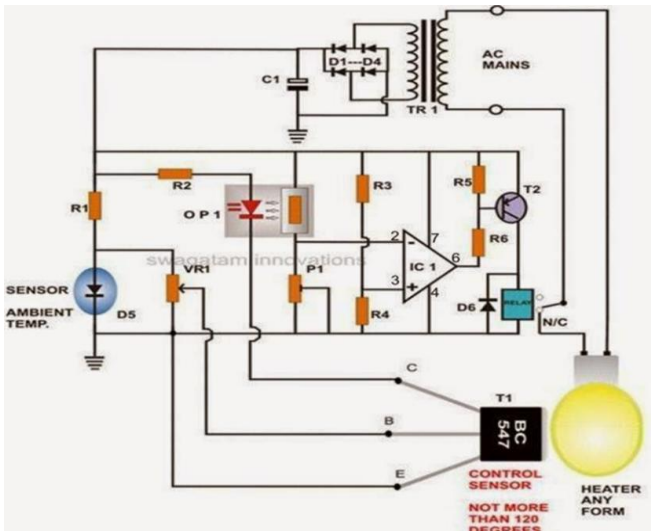 AC
MAINS
D1---D4
C1
TR 1
R2
R3
R5
T2
R1
OP1
R6
2
7
6
swagatam innovations
IC 1
SENSOR
VR1
P1
3
4
RELAY
AMBIENT
TEMP.
D5
R4
D6
N/C
C
T1
B
BC
547
E
CONTROL
SENSOR
HEATER
ANY
FORM
NOT MORE
THAN 120
DEGREES